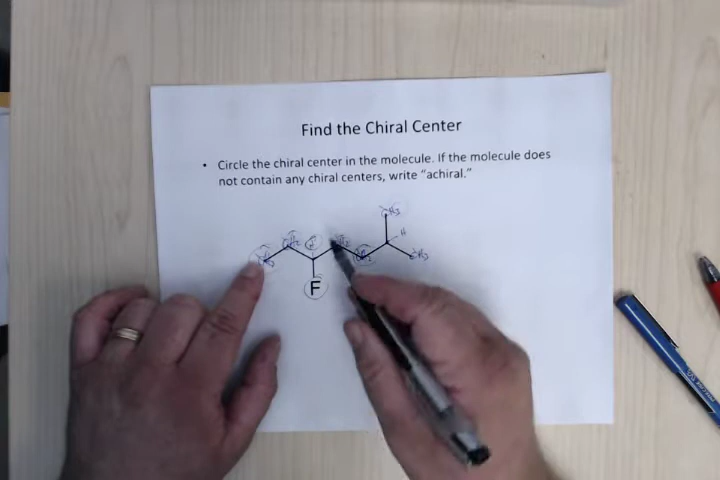 Find the Chiral Center
• Circle the chiral center in the molecule. If the molecule does
not contain any chiral centers, write “achiral.”
CH3
H
F